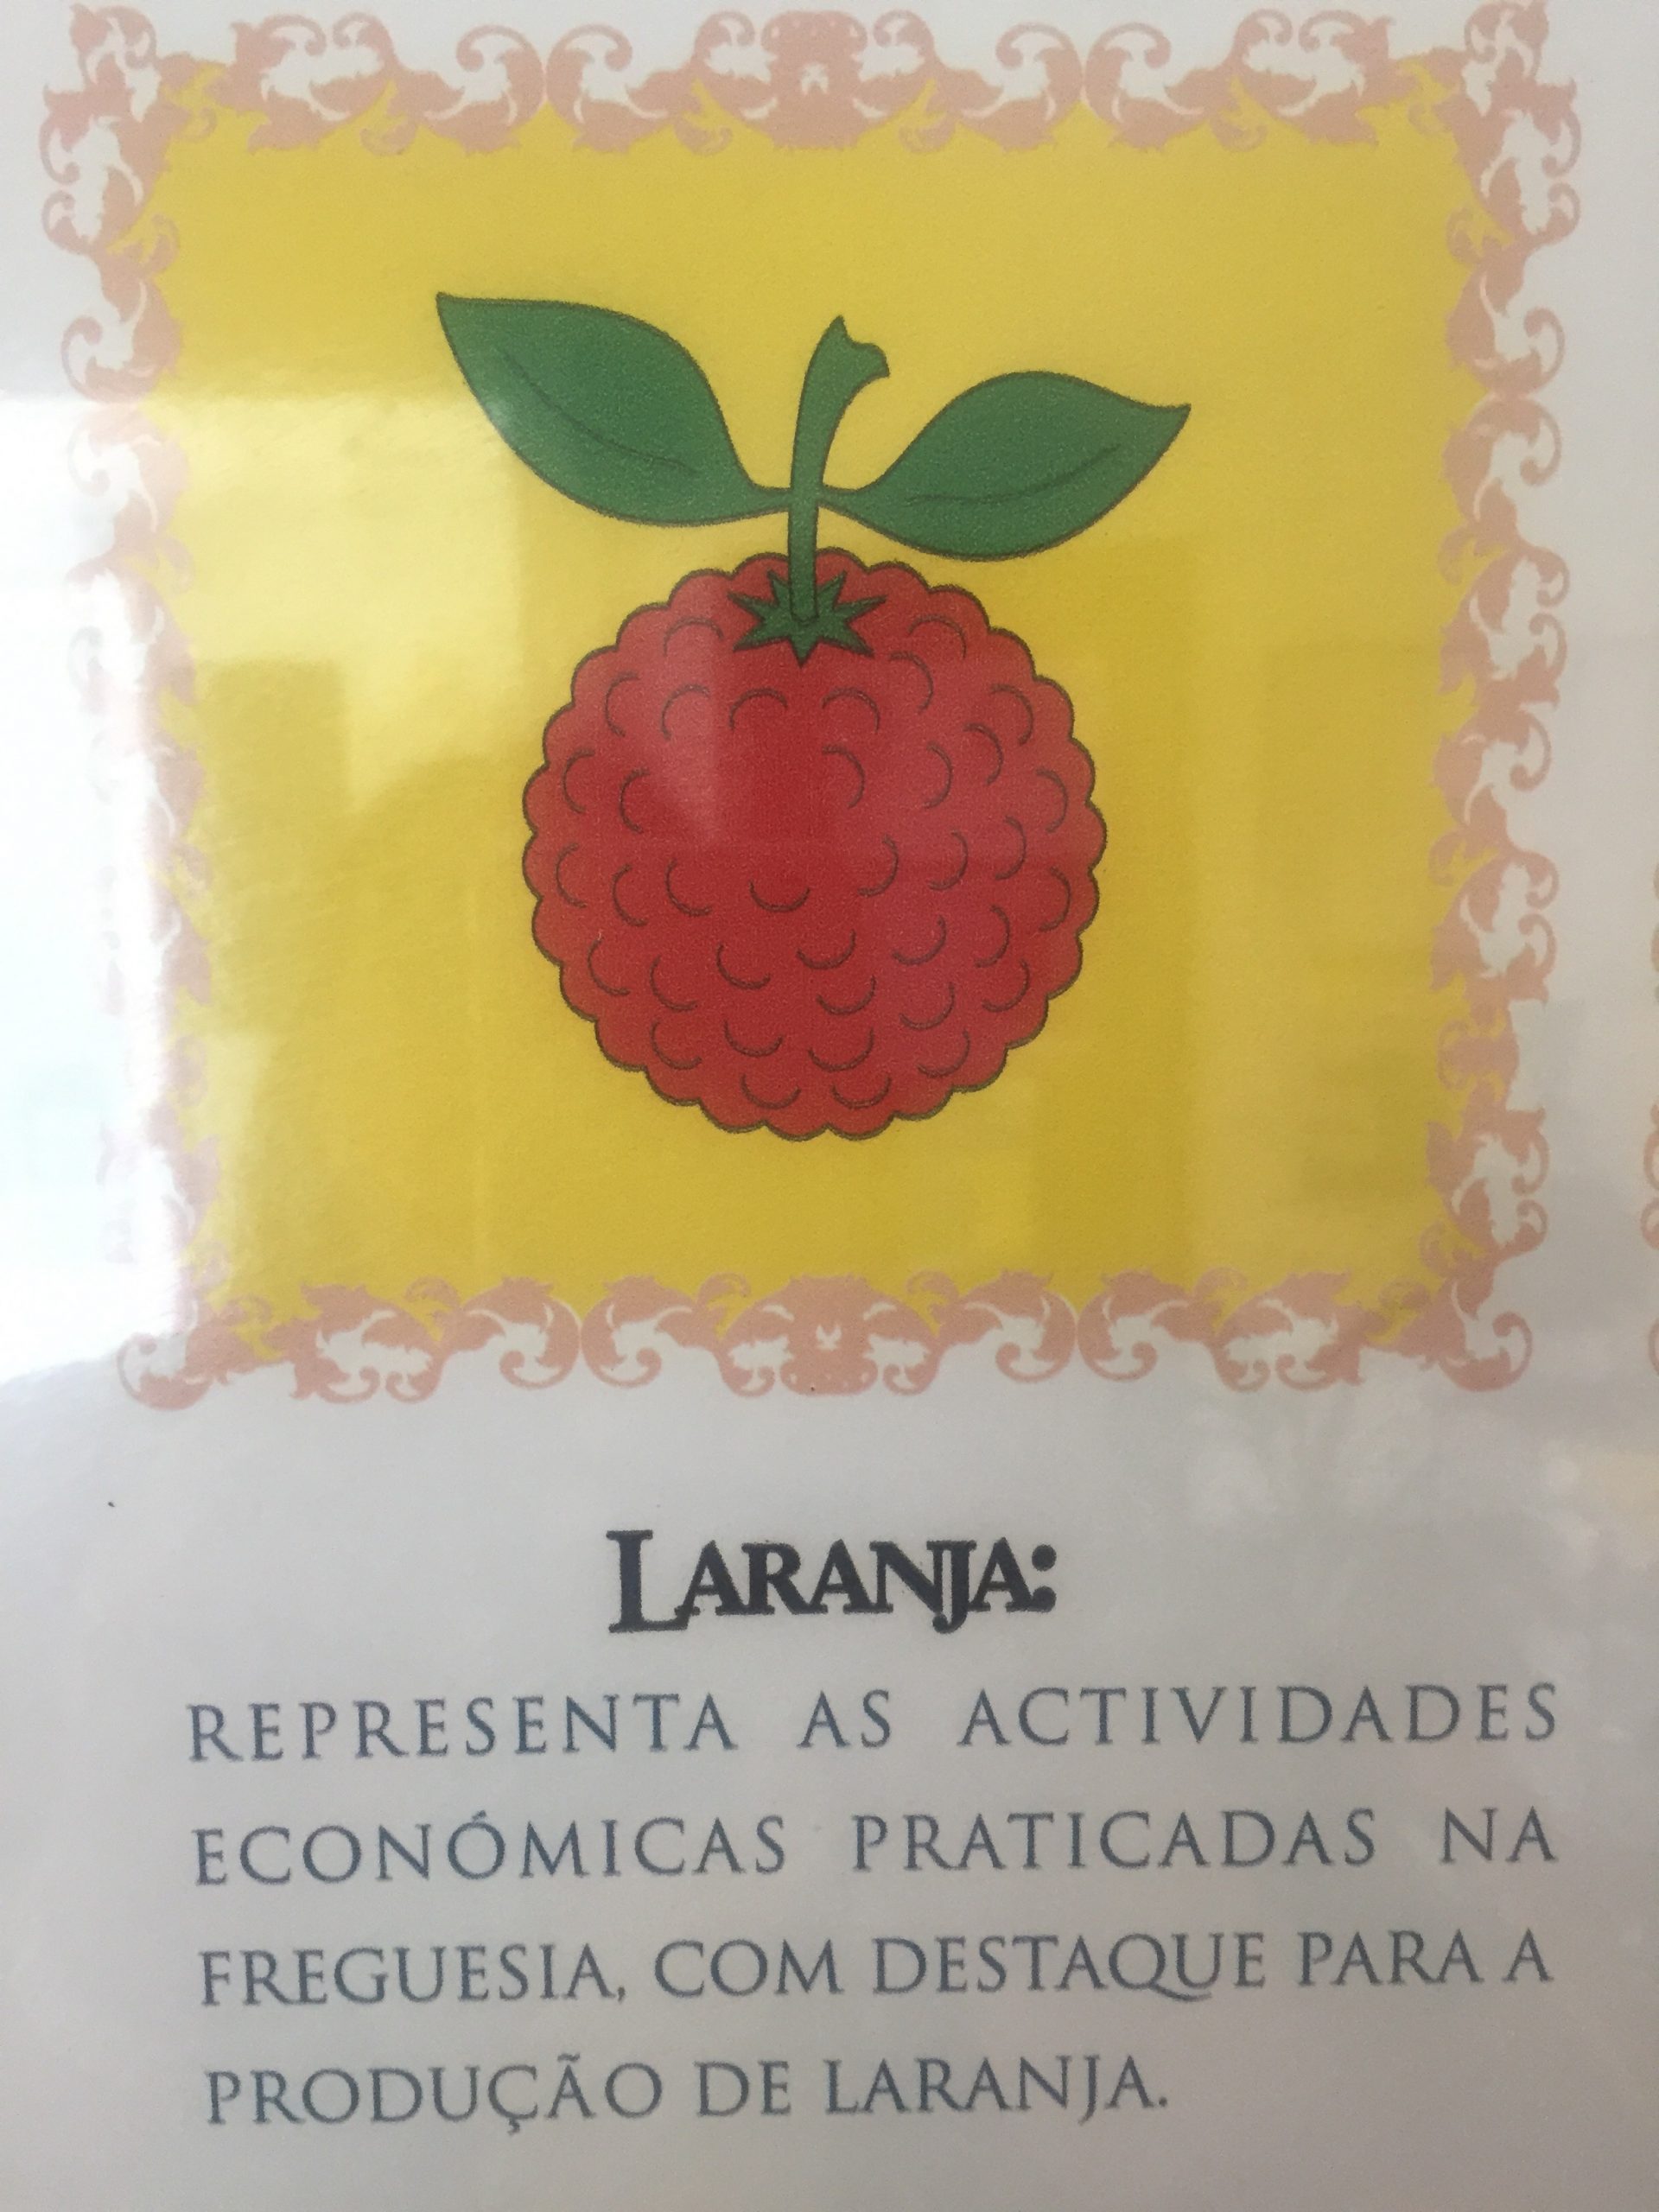 LARANJA:
REPRESENTA AS ACTIVIDADES
ECONÓMICAS PRATICADAS NA
FREGUESIA, COM DESTAQUE PARA A
PRODUÇÃO DE LARANJA.